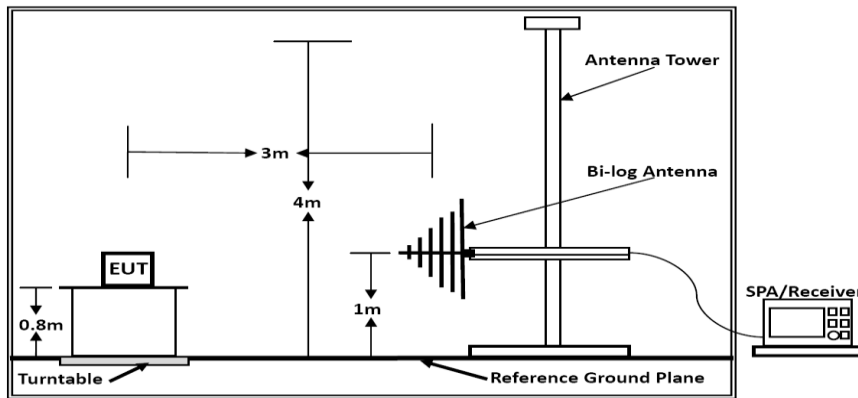 Antenna Tower
3m
Bi-log Antenna
4m
EUT
SPA/Receiver
0.8m
1m
Turntable
Reference Ground Plane